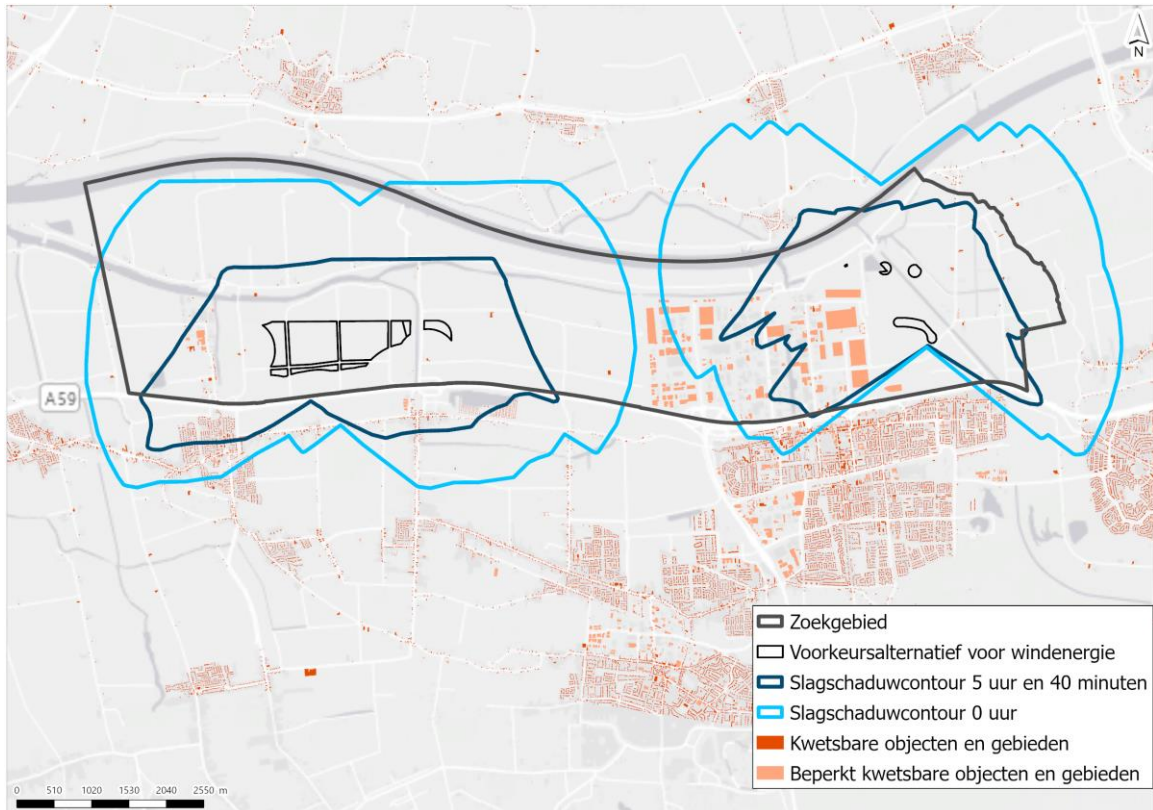 N
A59
Zoekgebied
Voorkeursalternatief voor windenergie
Slagschaduwcontour 5 uur en 40 minuten
Slagschaduwcontour 0 uur
Kwetsbare objecten en gebieden
Beperkt kwetsbare objecten en gebieden
0 510 1020 1530 2040 2550 m